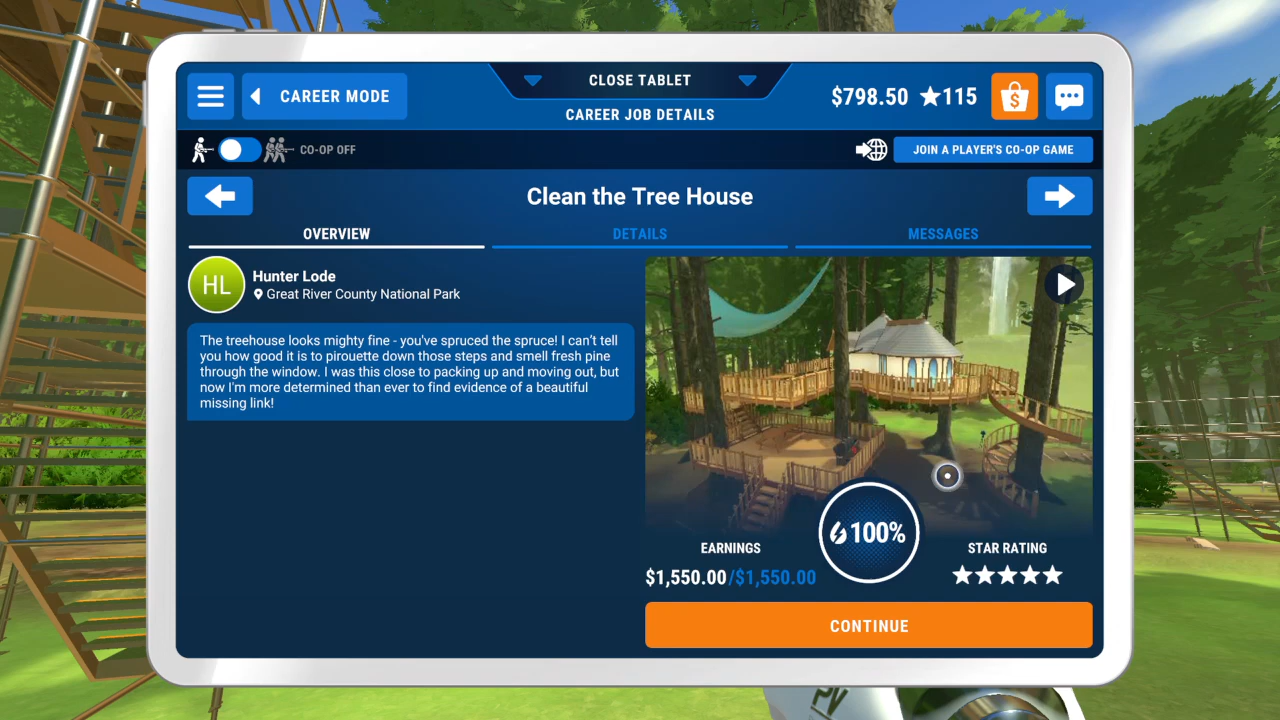 CLOSE TABLET
CAREER MODE
$798.50 ★115
CAREER JOB DETAILS
CO-OP OFF
JOIN A PLAYER'S CO-OP GAME
Clean the Tree House
OVERVIEW
DETAILS
MESSAGES
HL
Hunter Lode
Great River County National Park
The treehouse looks mighty fine - you've spruced the spruce! I can't tell
you how good it is to pirouette down those steps and smell fresh pine
through the window. I was this close to packing up and moving out, but
now I'm more determined than ever to find evidence of a beautiful
missing link!
100%
EARNINGS
$1,550.00/$1,550.00
STAR RATING
CONTINUE
PV